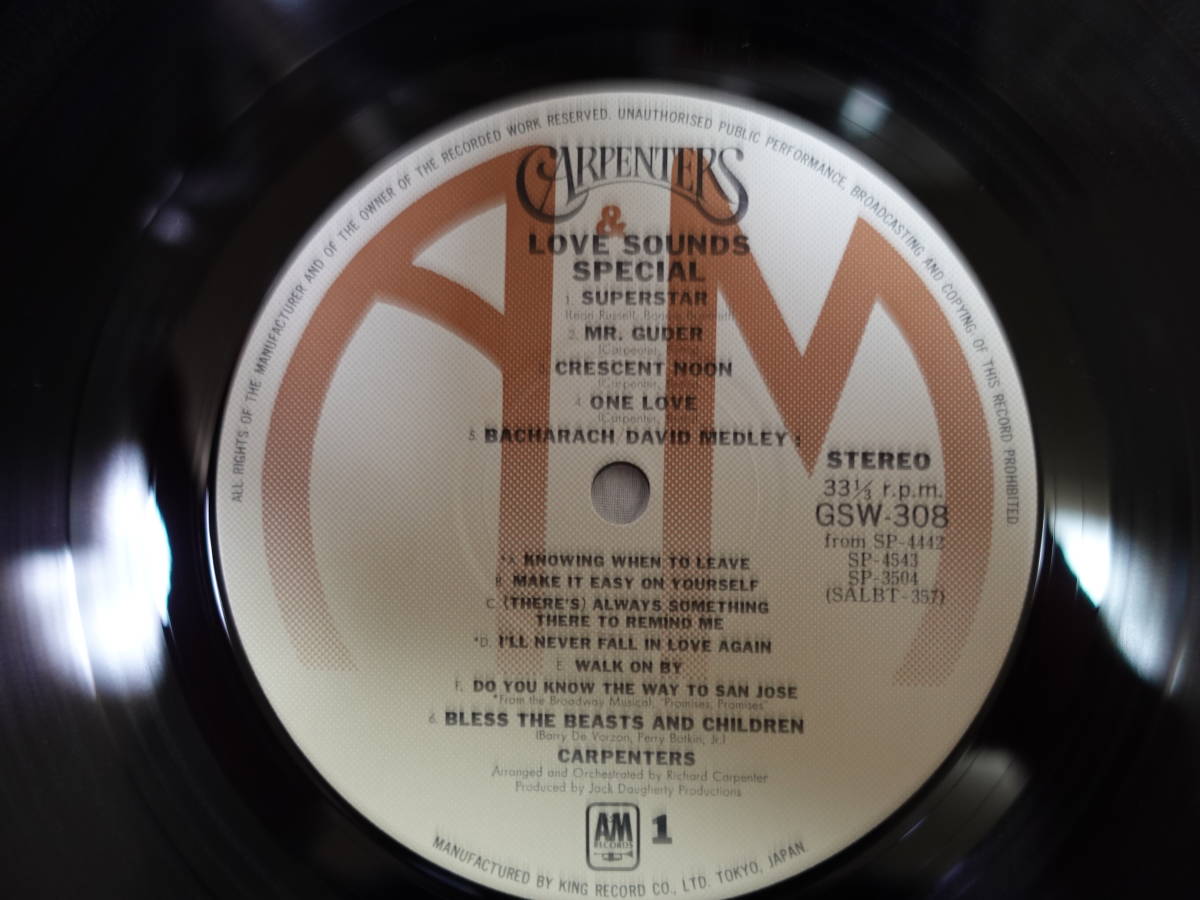 ALL RIGHTS OF THE MANUFACTURER AND OF THE OWNER OF THE RECORDED WORK RESERVED. UNAUTHORISED PUBLIC PERFORMANCE, BROADCASTING AND COPYING OF THIS RECORD PROHIBITED
CARPENTERS
&
LOVE SOUNDS
SPECIAL
1. SUPERSTAR
(Leon Russell,
2. MR. GUDER
(Carpenter,
3. CRESCENT NOON
(Carpenter,
4. ONE LOVE
(Carpenter,
5. BACHARACH/DAVID MEDLEY:
STEREO
33⅓ r.p.m.
GSW-308
from SP-4442
SP-4543
SP-3504
(SALBT-357)
*A. KNOWING WHEN TO LEAVE
B. MAKE IT EASY ON YOURSELF
C. (THERE'S) ALWAYS SOMETHING
THERE TO REMIND ME
*D. I'LL NEVER FALL IN LOVE AGAIN
E. WALK ON BY
F. DO YOU KNOW THE WAY TO SAN JOSE
*From the Broadway Musical, "Promises, Promises"
6. BLESS THE BEASTS AND CHILDREN
(Barry De Vorzon, Perry Botkin, Jr.)
CARPENTERS
Arranged and Orchestrated by Richard Carpenter
Produced by Jack Daugherty Productions
AM
RECORDS
1
MANUFACTURED BY KING RECORD CO., LTD. TOKYO, JAPAN